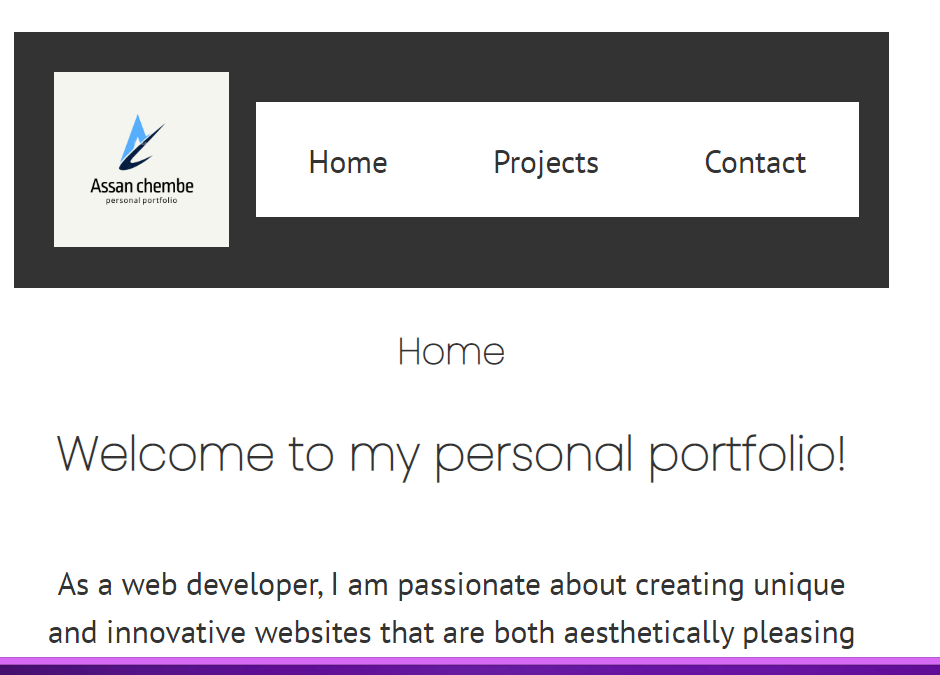 Assan chembe
personal portfolio
Home Projects Contact
Home
Welcome to my personal portfolio!
As a web developer, I am passionate about creating unique
and innovative websites that are both aesthetically pleasing